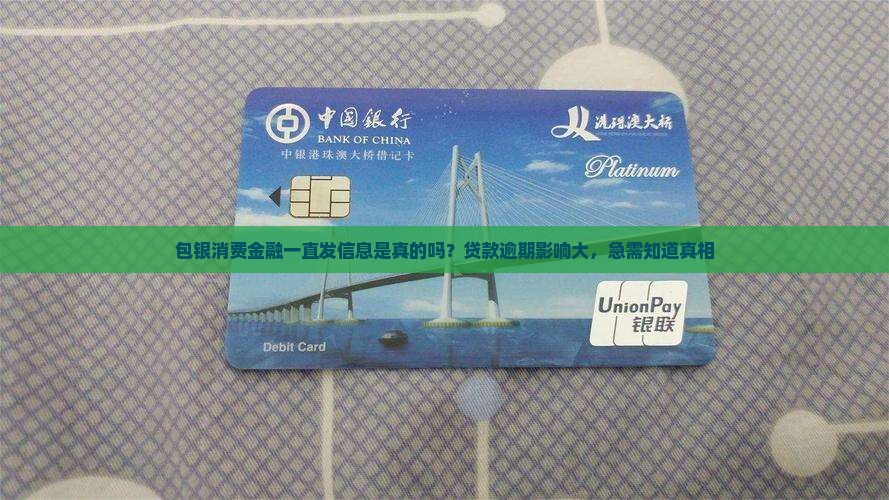 中国銀行
BANK OF CHINA
中银港珠澳大桥借记卡
港珠澳大桥
Platinum
包银消费金融一直发信息是真的吗？贷款逾期影响大，急需知道真相
UnionPay
银联
Debit Card